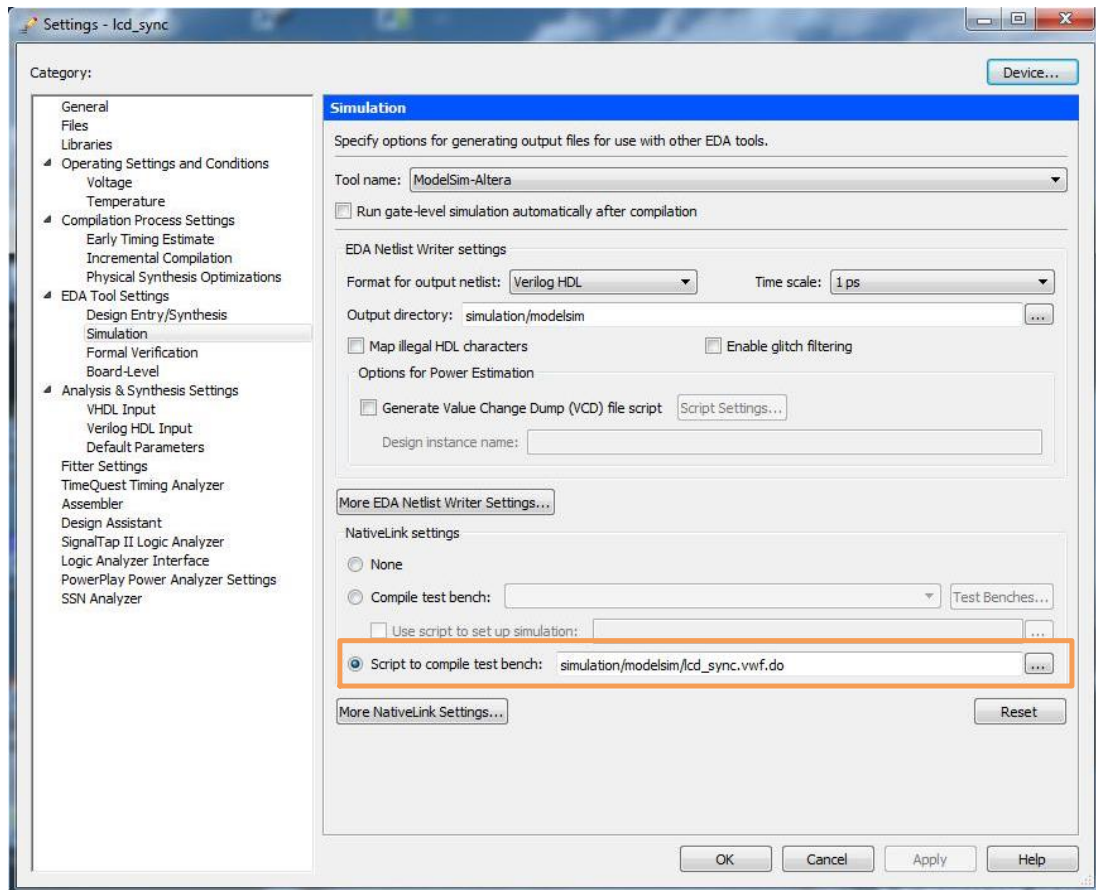 Settings - lcd_sync
Category:
Device...
General
Files
Libraries
Operating Settings and Conditions
Voltage
Temperature
Compilation Process Settings
Early Timing Estimate
Incremental Compilation
Physical Synthesis Optimizations
EDA Tool Settings
Design Entry/Synthesis
Simulation
Formal Verification
Board-Level
Analysis & Synthesis Settings
VHDL Input
Verilog HDL Input
Default Parameters
Fitter Settings
TimeQuest Timing Analyzer
Assembler
Design Assistant
SignalTap II Logic Analyzer
Logic Analyzer Interface
PowerPlay Power Analyzer Settings
SSN Analyzer
Simulation
Specify options for generating output files for use with other EDA tools.
Tool name: ModelSim-Altera
Run gate-level simulation automatically after compilation
EDA Netlist Writer settings
Format for output netlist: Verilog HDL Time scale: 1 ps
Output directory: simulation/modelsim ...
Map illegal HDL characters Enable glitch filtering
Options for Power Estimation
Generate Value Change Dump (VCD) file script Script Settings...
Design instance name:
More EDA Netlist Writer Settings...
NativeLink settings
None
Compile test bench: Test Benches...
Use script to set up simulation: ...
Script to compile test bench: simulation/modelsim/lcd_sync.vwf.do ...
More NativeLink Settings... Reset
OK Cancel Apply Help